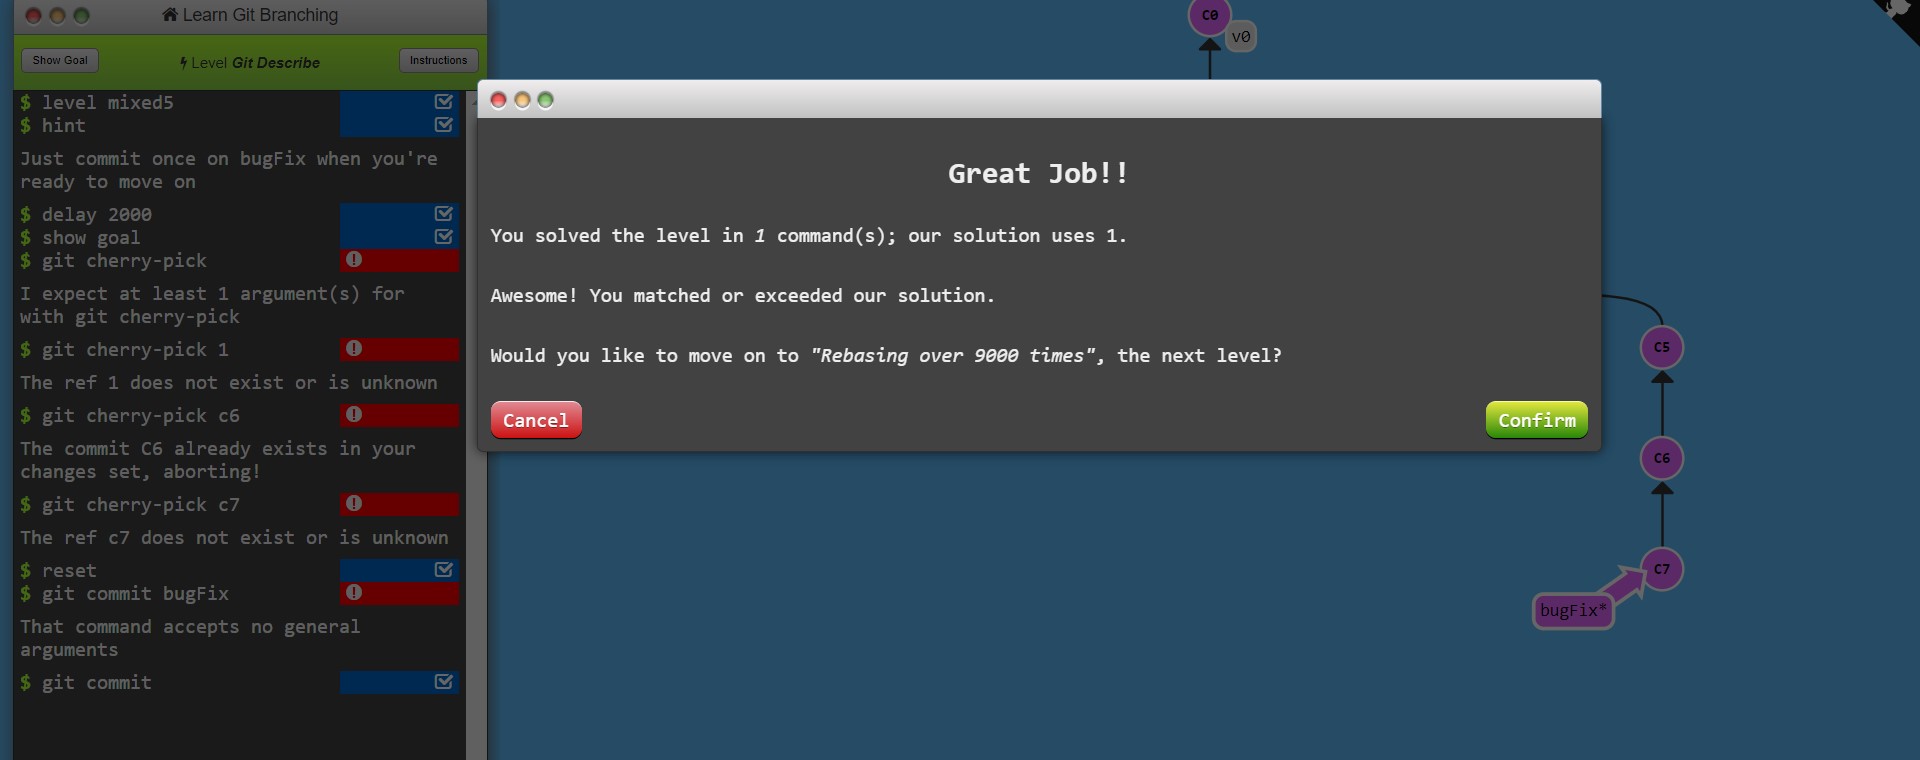 Learn Git Branching
Show Goal
Level Git Describe
Instructions
$ level mixed5
$ hint
Just commit once on bugFix when you're
ready to move on
$ delay 2000
$ show goal
$ git cherry-pick
I expect at least 1 argument(s) for
with git cherry-pick
$ git cherry-pick 1
The ref 1 does not exist or is unknown
$ git cherry-pick c6
The commit C6 already exists in your
changes set, aborting!
$ git cherry-pick c7
The ref c7 does not exist or is unknown
$ reset
$ git commit bugFix
That command accepts no general
arguments
$ git commit
C0
v0
Great Job!!
You solved the level in 1 command(s); our solution uses 1.
Awesome! You matched or exceeded our solution.
Would you like to move on to "Rebasing over 9000 times", the next level?
Cancel
Confirm
C5
C6
C7
bugFix*